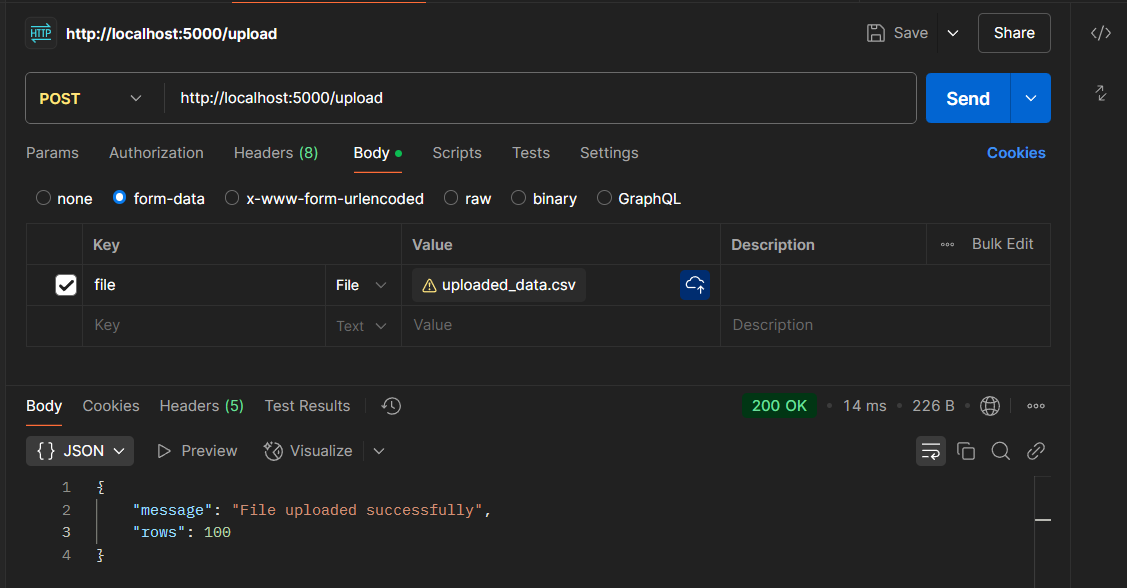 HTTP http://localhost:5000/upload Save Share </>
POST http://localhost:5000/upload Send
Params Authorization Headers (8) Body Scripts Tests Settings Cookies
none form-data x-www-form-urlencoded raw binary GraphQL
Key Value Description Bulk Edit
file File uploaded_data.csv
Key Text Value Description
Body Cookies Headers (5) Test Results 200 OK 14 ms 226 B
{} JSON Preview Visualize
1 {
2 "message": "File uploaded successfully",
3 "rows": 100
4 }